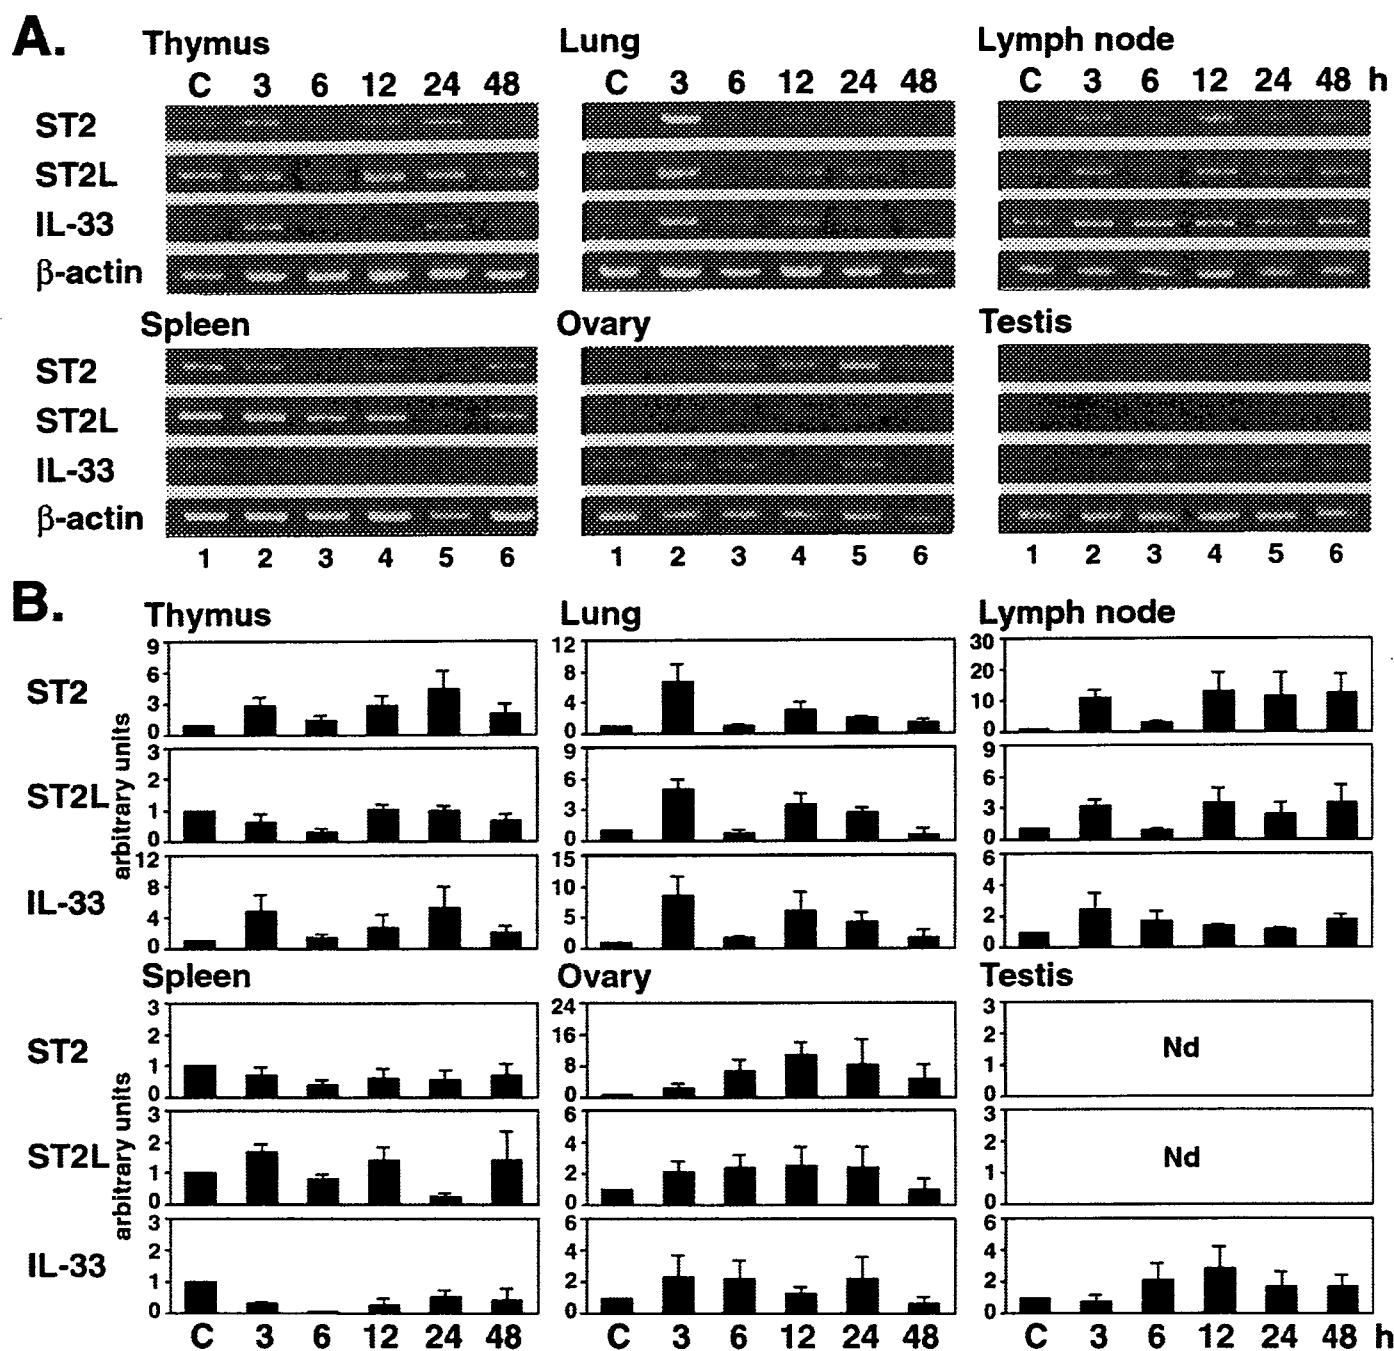 A.
Thymus Lung Lymph node
C 3 6 12 24 48 C 3 6 12 24 48 C 3 6 12 24 48 h
ST2
ST2L
IL-33
β-actin
Spleen Ovary Testis
ST2
ST2L
IL-33
β-actin
1 2 3 4 5 6 1 2 3 4 5 6 1 2 3 4 5 6
B.
Thymus Lung Lymph node
ST2
9 6 3 0 12 8 4 0 30 20 10 0
ST2L
3 2 1 0 9 6 3 0 9 6 3 0
IL-33
12 8 4 0 15 10 5 0 6 4 2 0
arbitrary units
Spleen Ovary Testis
ST2
3 2 1 0 24 16 8 0 3 2 1 0
Nd
ST2L
3 2 1 0 6 4 2 0 3 2 1 0
Nd
IL-33
3 2 1 0 6 4 2 0 6 4 2 0
arbitrary units
C 3 6 12 24 48 C 3 6 12 24 48 C 3 6 12 24 48 h